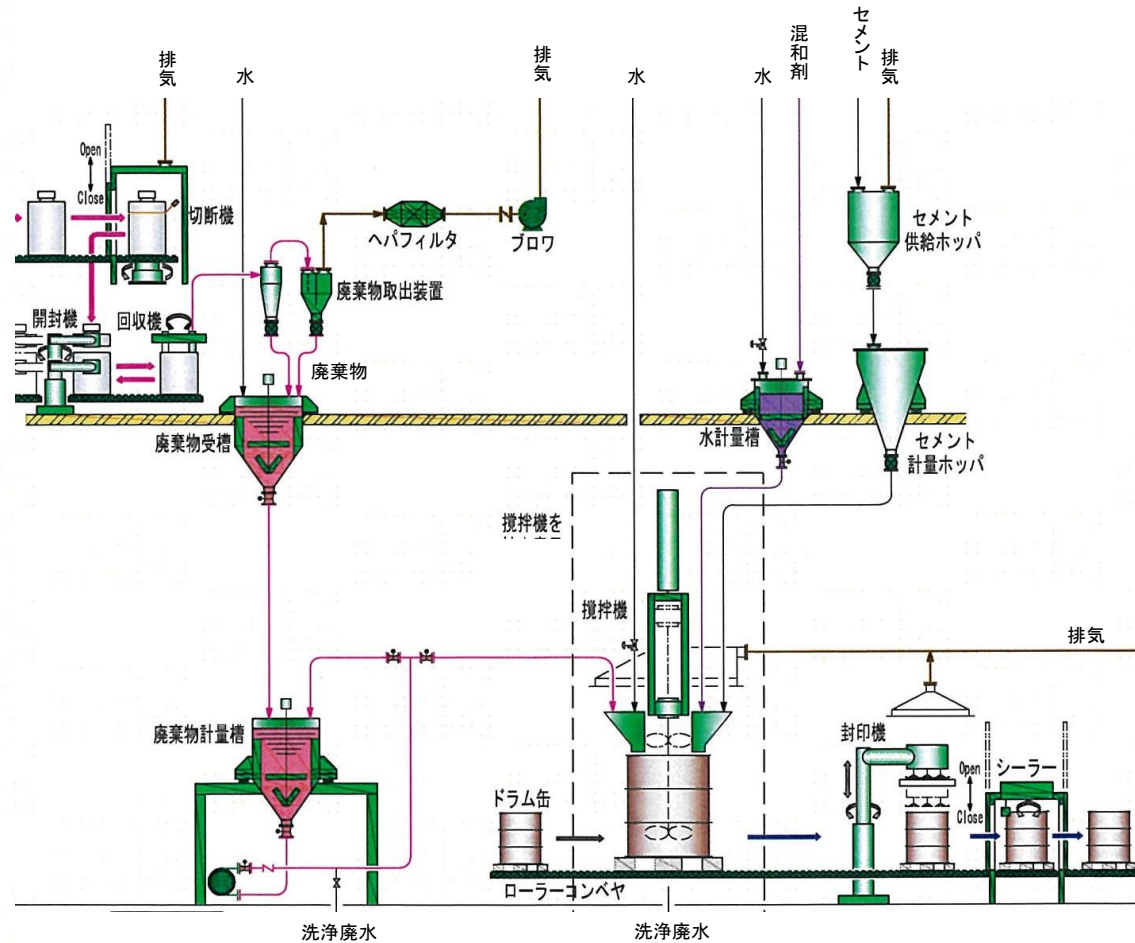 排気
水
排気
水
水
混和剤
セメント
排気
Open
Close
切断機
ヘパフィルタ
ブロワ
セメント
供給ホッパ
廃棄物取出装置
開封機
回収機
廃棄物
廃棄物受槽
水計量槽
セメント
計量ホッパ
撹拌機を
撹拌機
排気
廃棄物計量槽
封印機
Open
Close
シーラー
ドラム缶
ローラーコンベヤ
洗浄廃水
洗浄廃水